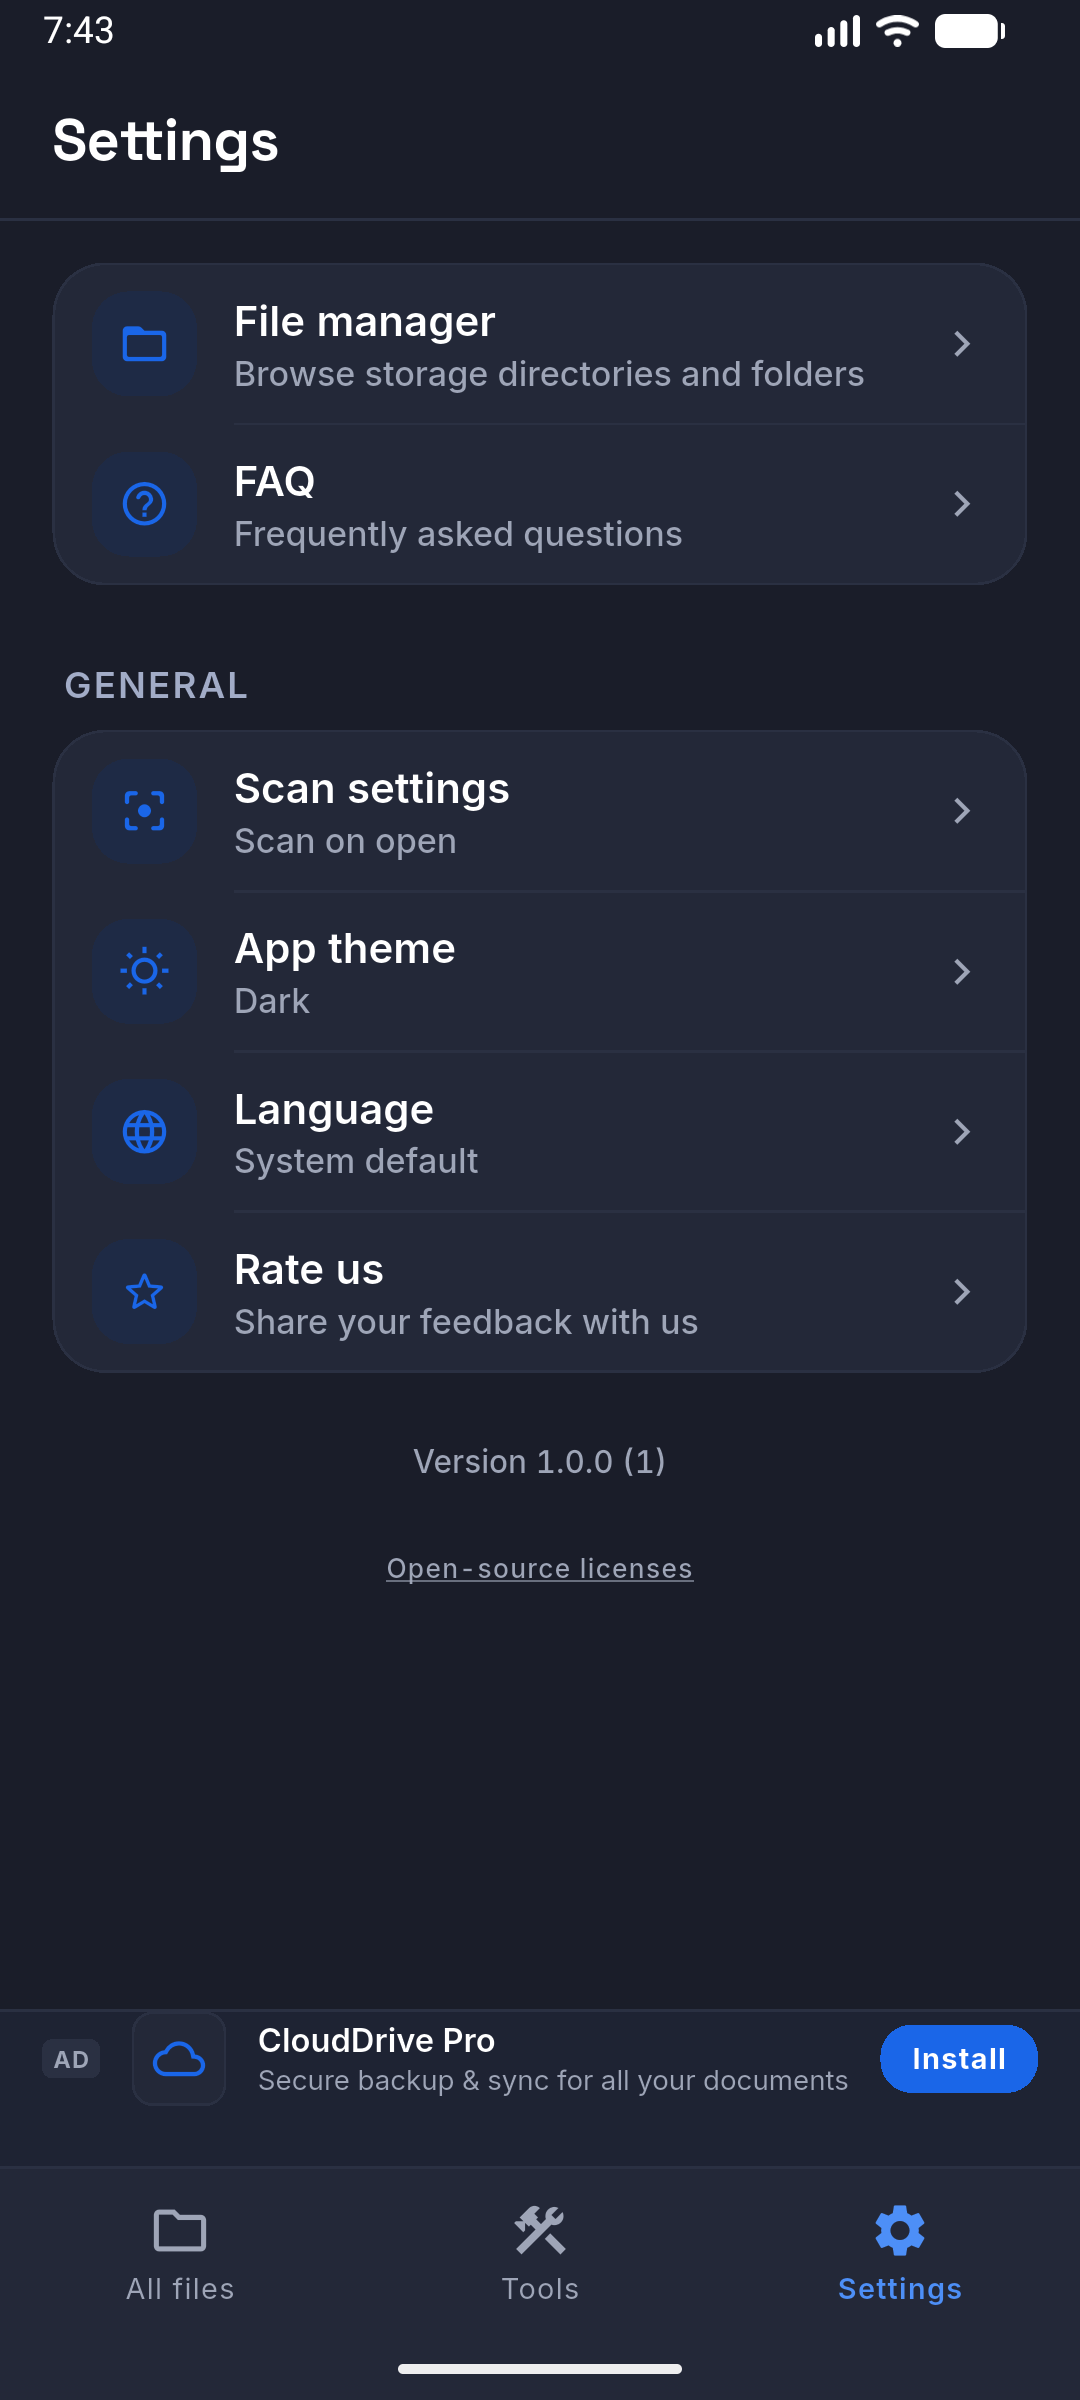 7:43
Settings
File manager
Browse storage directories and folders
FAQ
Frequently asked questions
GENERAL
Scan settings
Scan on open
App theme
Dark
Language
System default
Rate us
Share your feedback with us
Version 1.0.0 (1)
Open-source licenses
AD
CloudDrive Pro
Secure backup & sync for all your documents
Install
All files
Tools
Settings